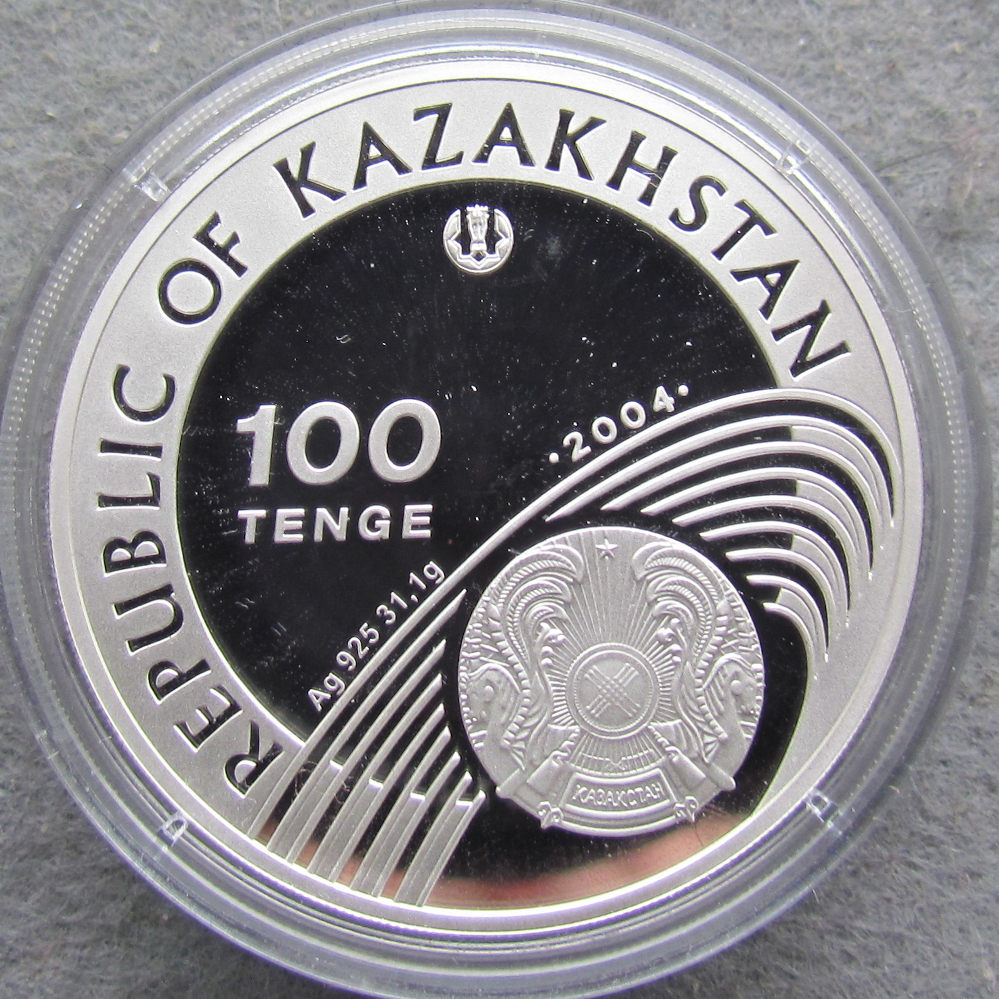 REPUBLIC OF KAZAKHSTAN
100
TENGE
·2004·
Ag 925 31,1g
ҚАЗАҚСТАН